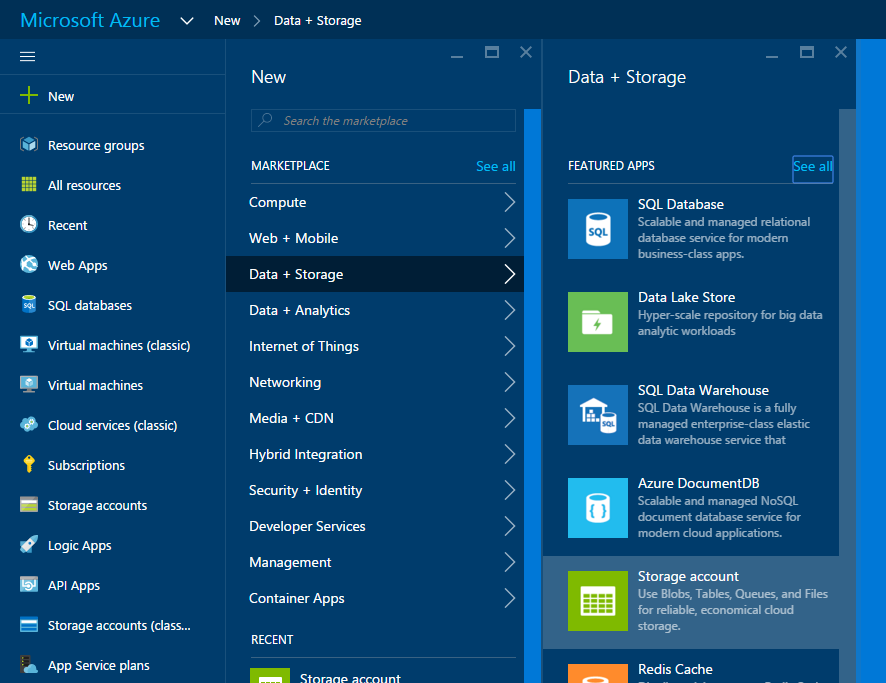 Microsoft Azure
New
Data + Storage
New
Resource groups
All resources
Recent
Web Apps
SQL databases
Virtual machines (classic)
Virtual machines
Cloud services (classic)
Subscriptions
Storage accounts
Logic Apps
API Apps
Storage accounts (class...
App Service plans
New
Search the marketplace
MARKETPLACE
See all
Compute
Web + Mobile
Data + Storage
Data + Analytics
Internet of Things
Networking
Media + CDN
Hybrid Integration
Security + Identity
Developer Services
Management
Container Apps
RECENT
Storage account
Data + Storage
FEATURED APPS
See all
SQL
SQL Database
Scalable and managed relational
database service for modern
business-class apps.
Data Lake Store
Hyper-scale repository for big data
analytic workloads
SQL
SQL Data Warehouse
SQL Data Warehouse is a fully
managed enterprise-class elastic
data warehouse service that
Azure DocumentDB
Scalable and managed NoSQL
document database service for
modern cloud applications.
Storage account
Use Blobs, Tables, Queues, and Files
for reliable, economical cloud
storage.
Redis Cache